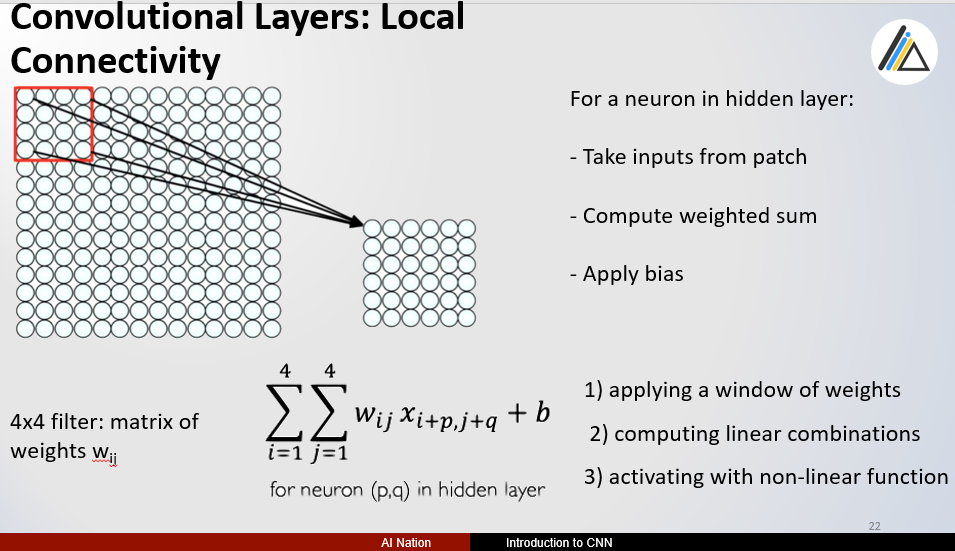 Convolutional Layers: Local
Connectivity
For a neuron in hidden layer:
- Take inputs from patch
- Compute weighted sum
- Apply bias
4x4 filter: matrix of
weights w_{ij}
\sum_{i=1}^{4} \sum_{j=1}^{4} w_{ij} x_{i+p,j+q} + b
for neuron (p,q) in hidden layer
1) applying a window of weights
2) computing linear combinations
3) activating with non-linear function
22
AI Nation
Introduction to CNN